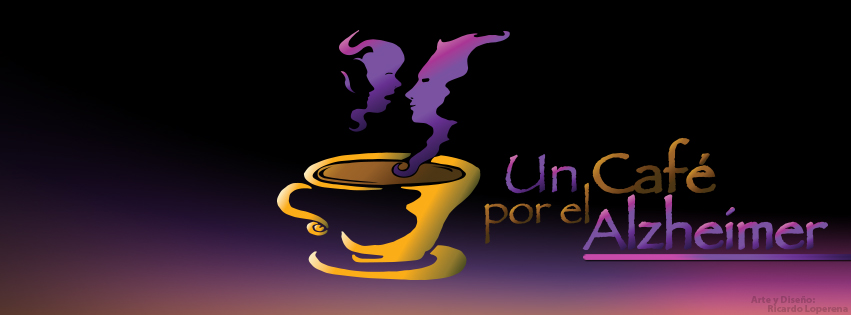 Un Café
por el
Alzheimer
Arte y Diseño:
Ricardo Loperena